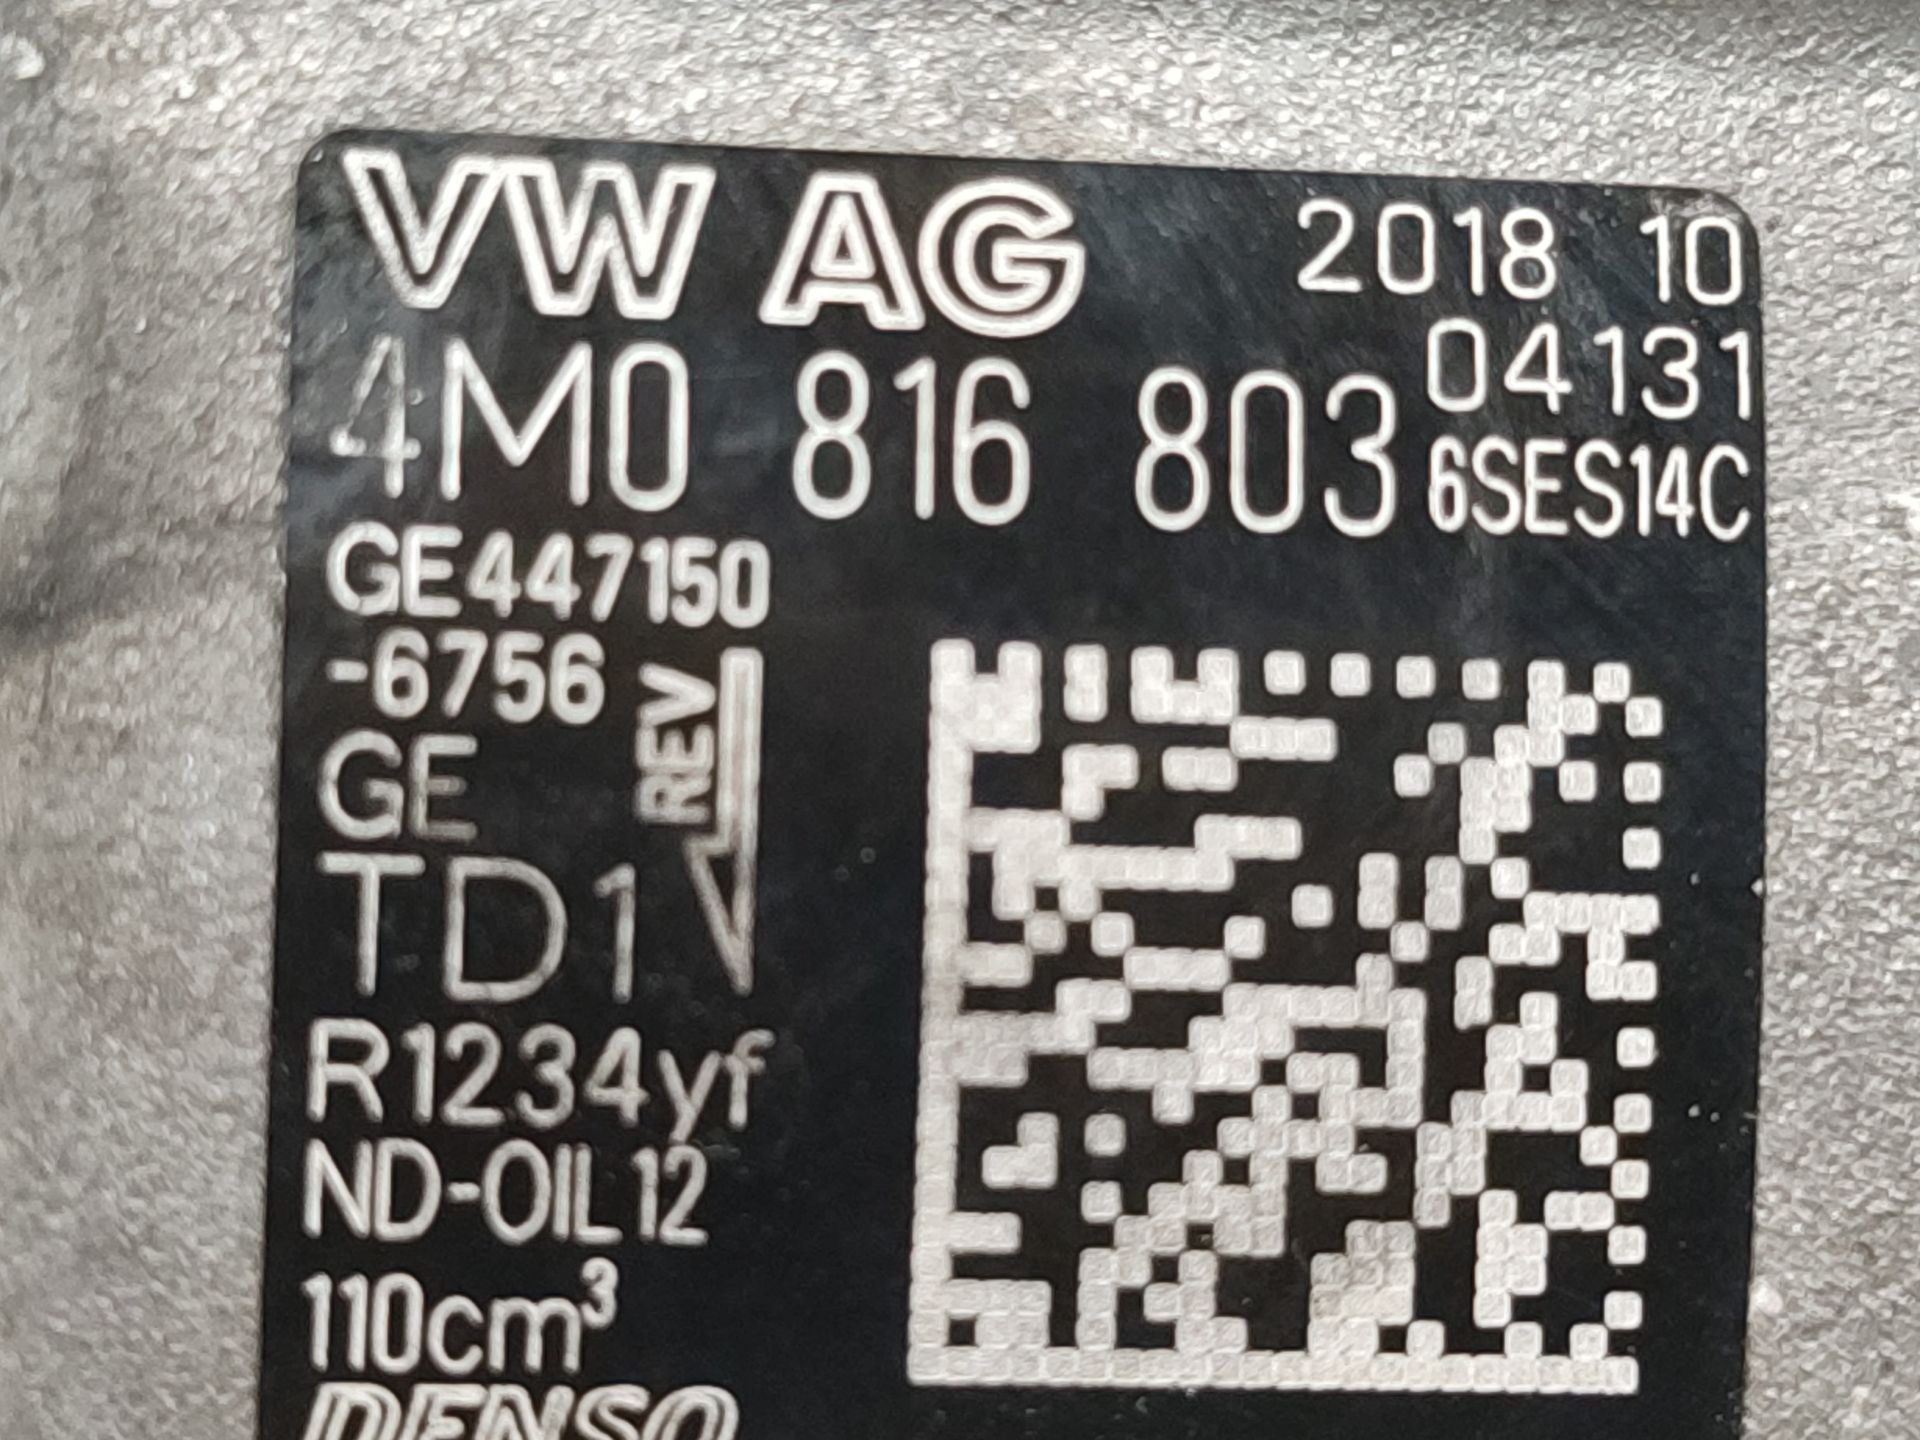 VW AG 2018 10
04131
4M0 816 803 6SES14C
GE447150
-6756
REV
GE
TD1
R1234yf
ND-OIL12
110cm³
DENSO